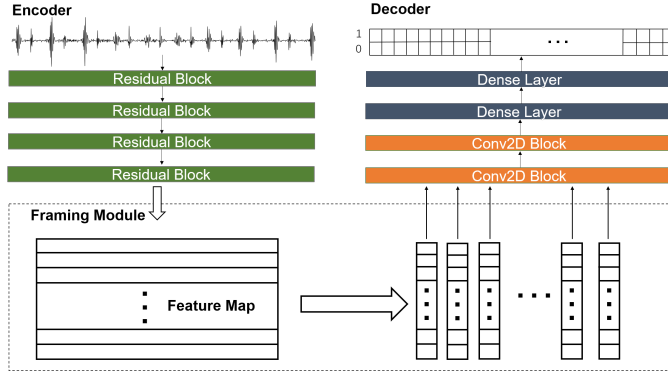 Encoder
Residual Block
Residual Block
Residual Block
Residual Block
Framing Module
Feature Map
Decoder
1
0
Dense Layer
Dense Layer
Conv2D Block
Conv2D Block